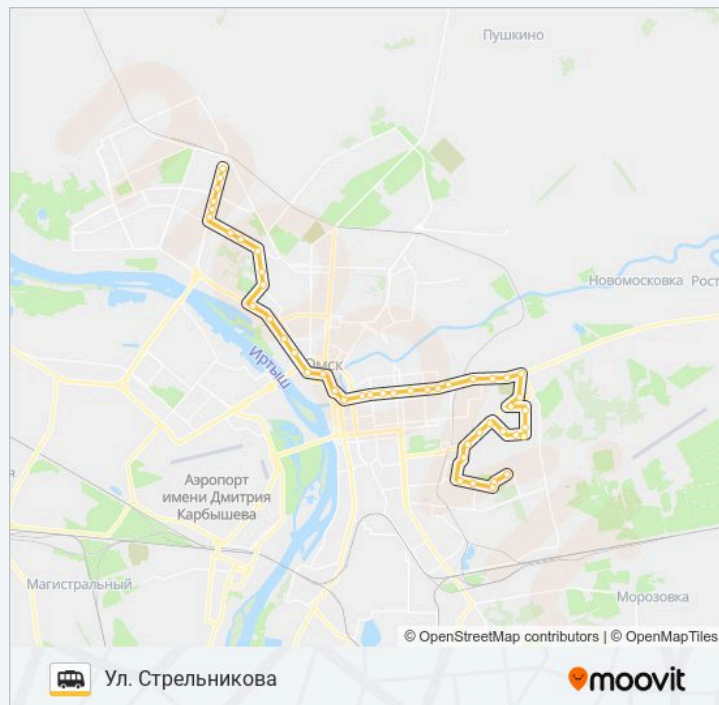 Пушкино
Новомосковка
Рост
Омск
Иртыш
Аэропорт
имени Дмитрия
Карбышева
Магистральный
Морозовка
я
© OpenStreetMap contributors | © OpenMapTiles
Ул. Стрельникова
moovit